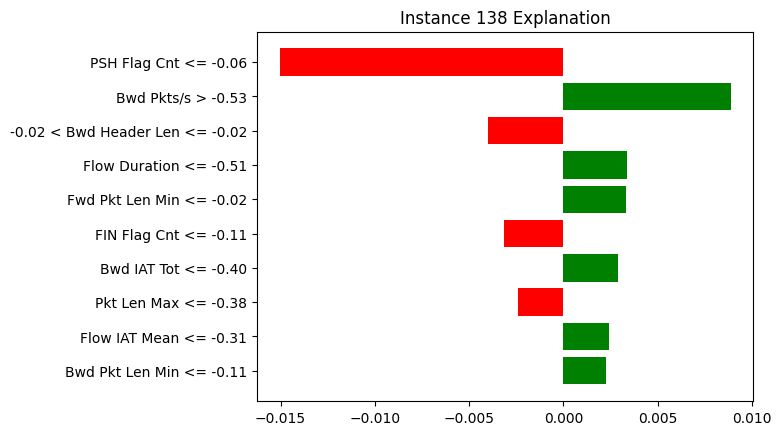 Instance 138 Explanation
PSH Flag Cnt <= -0.06
Bwd Pkts/s > -0.53
-0.02 < Bwd Header Len <= -0.02
Flow Duration <= -0.51
Fwd Pkt Len Min <= -0.02
FIN Flag Cnt <= -0.11
Bwd IAT Tot <= -0.40
Pkt Len Max <= -0.38
Flow IAT Mean <= -0.31
Bwd Pkt Len Min <= -0.11
−0.015 −0.010 −0.005 0.000 0.005 0.010